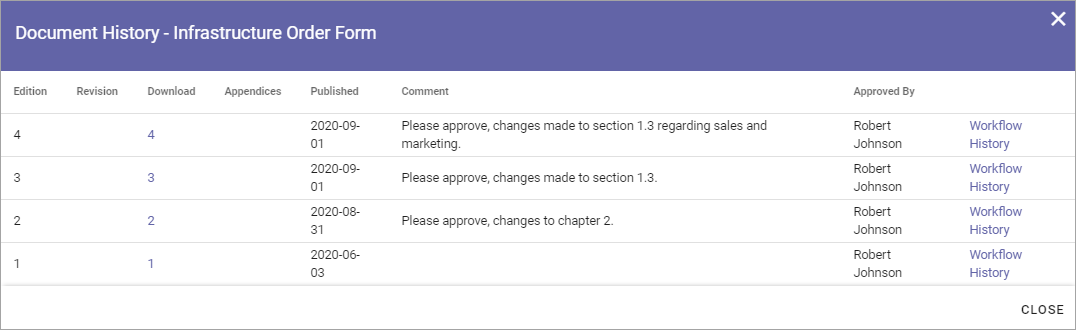 Document History - Infrastructure Order Form
Edition Revision Download Appendices Published Comment Approved By
4 4 2020-09-01 Please approve, changes made to section 1.3 regarding sales and marketing. Robert Johnson Workflow History
3 3 2020-09-01 Please approve, changes made to section 1.3. Robert Johnson Workflow History
2 2 2020-08-31 Please approve, changes to chapter 2. Robert Johnson Workflow History
1 1 2020-06-03 Robert Johnson Workflow History
CLOSE